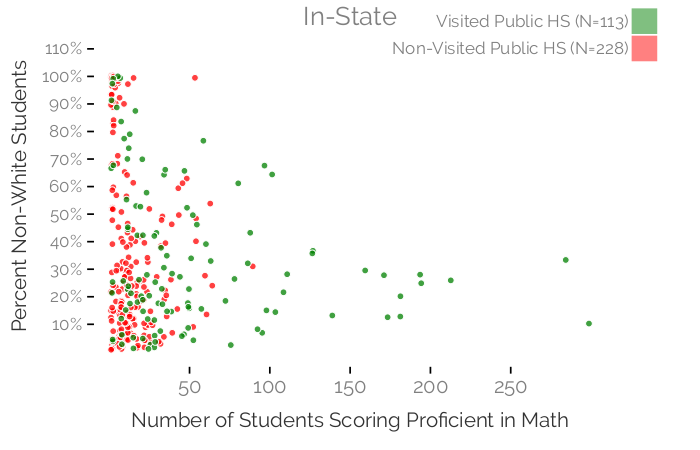 In-State
Visited Public HS (N=113)
Non-Visited Public HS (N=228)
Percent Non-White Students
110%
100%
90%
80%
70%
60%
50%
40%
30%
20%
10%
50 100 150 200 250
Number of Students Scoring Proficient in Math